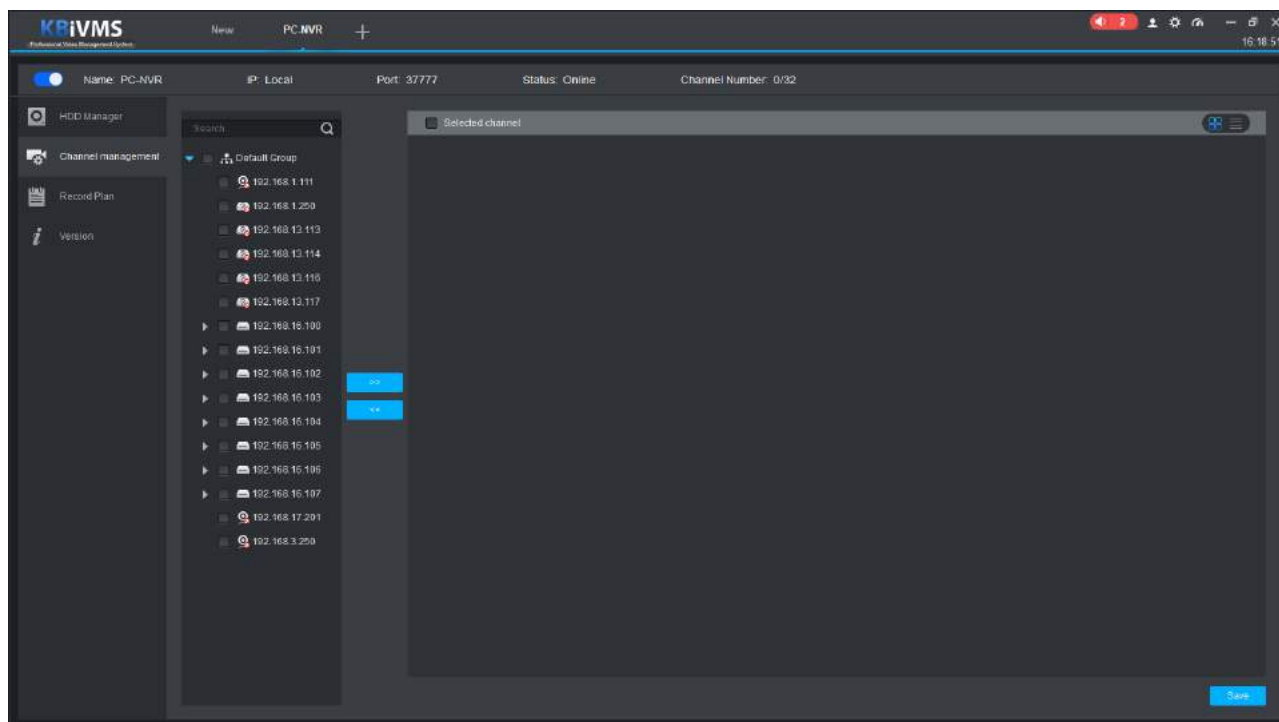 KBiVMS
Professional Video Management System
New
PC-NVR
2
16:18:51
Name: PC-NVR
IP: Local
Port: 37777
Status: Online
Channel Number: 0/32
HDD Manager
Channel management
Record Plan
Version
Search...
Default Group
192.168.1.111
192.168.1.250
192.168.13.113
192.168.13.114
192.168.13.116
192.168.13.117
192.168.16.100
192.168.16.101
192.168.16.102
192.168.16.103
192.168.16.104
192.168.16.105
192.168.16.106
192.168.16.107
192.168.17.201
192.168.3.250
>>
<<
Selected channel
Save